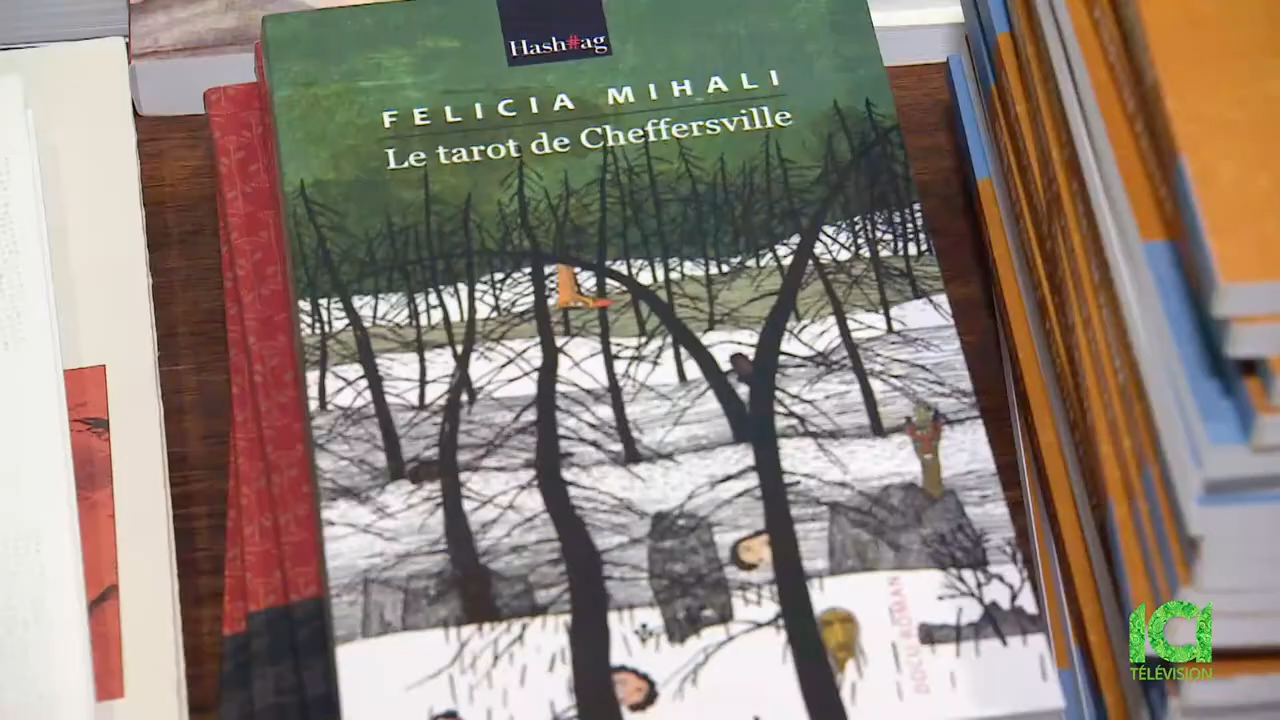 Hash#ag
FELICIA MIHALI
Le tarot de Cheffersville
DOCU-ROMAN
ICI
TÉLÉVISION